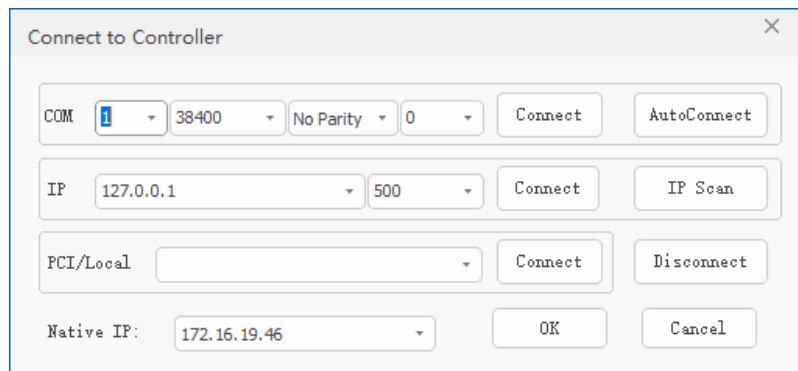 Connect to Controller
COM 1 38400 No Parity 0 Connect AutoConnect
IP 127.0.0.1 500 Connect IP Scan
PCI/Local Connect Disconnect
Native IP: 172.16.19.46 OK Cancel